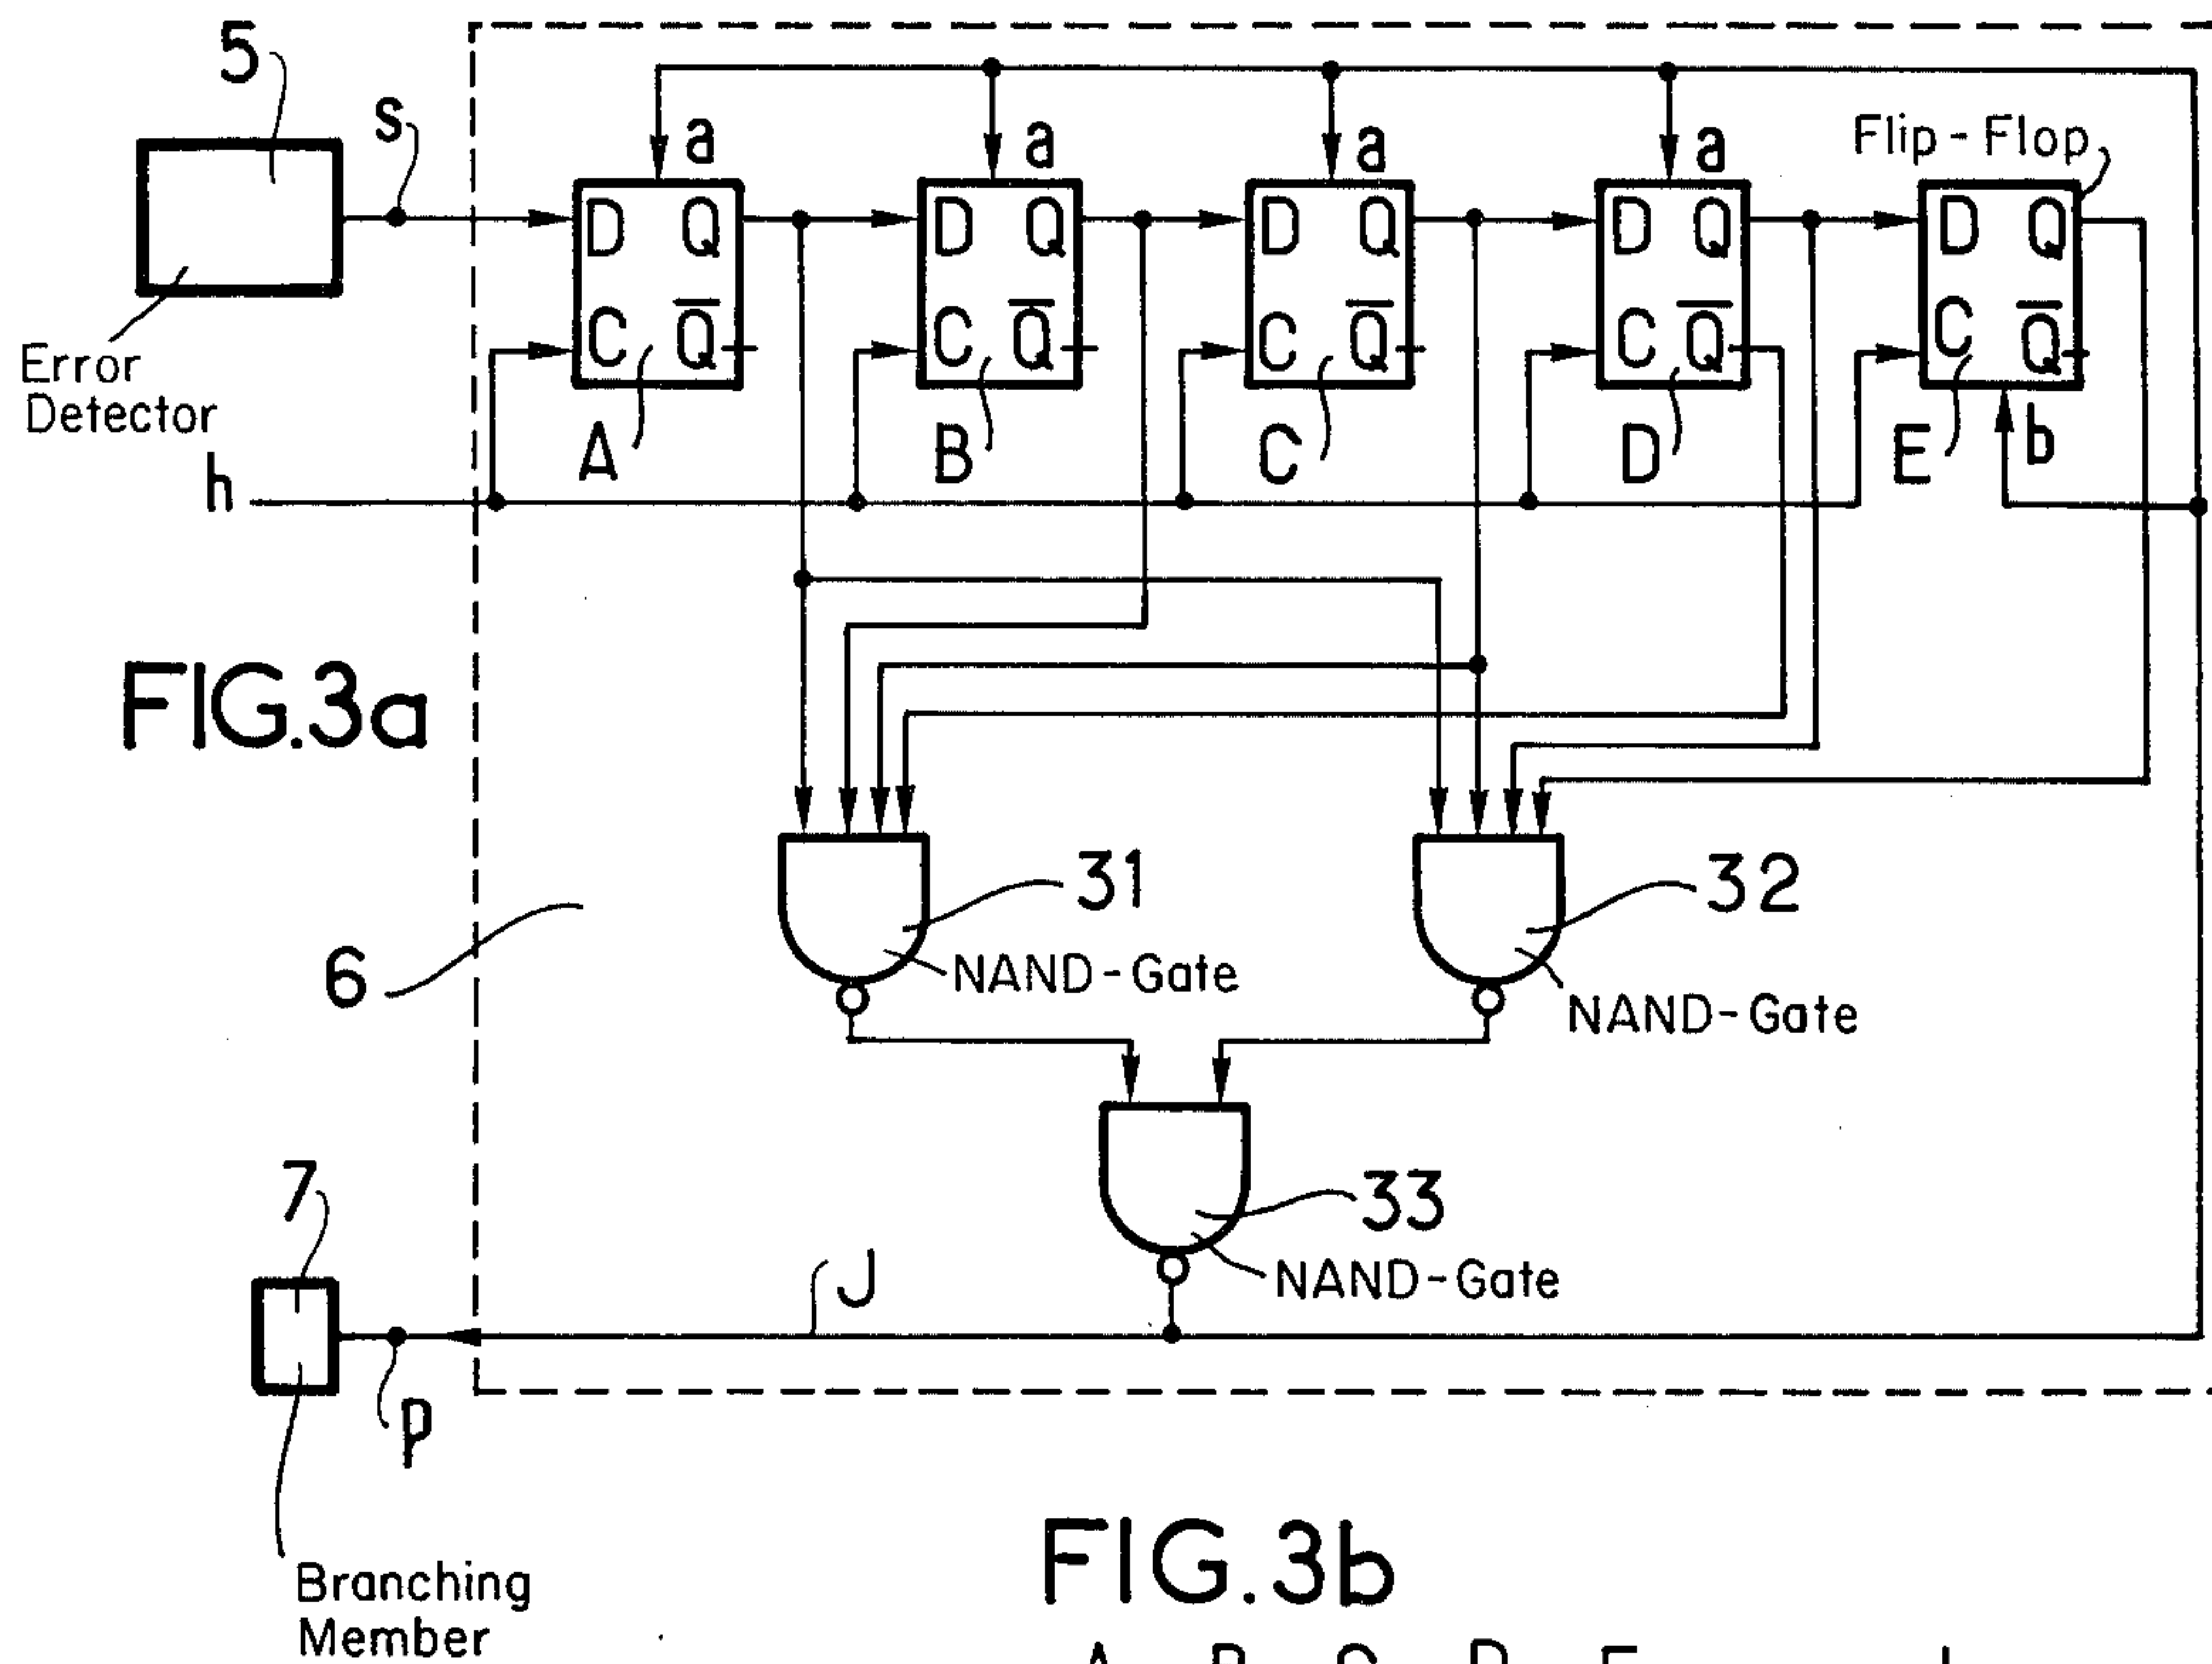 5
s
a a a a
Flip-Flop
D Q D Q D Q D Q D Q
C Q̅ C Q̅ C Q̅ C Q̅ C Q̅
Error
Detector
h
A B C D E b
FIG.3a
31
32
6
NAND-Gate
NAND-Gate
7
33
J
NAND-Gate
p
FIG.3b
Branching
Member